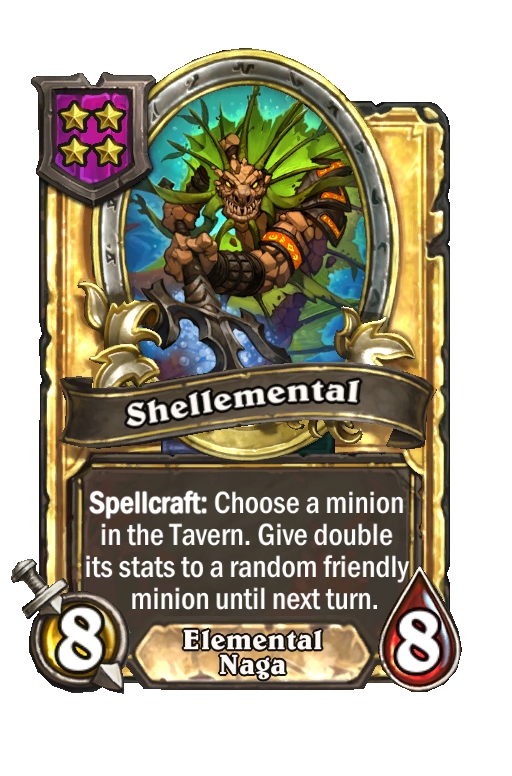 Shellemental
Spellcraft: Choose a minion
in the Tavern. Give double
its stats to a random friendly
minion until next turn.
8
Elemental
Naga
8